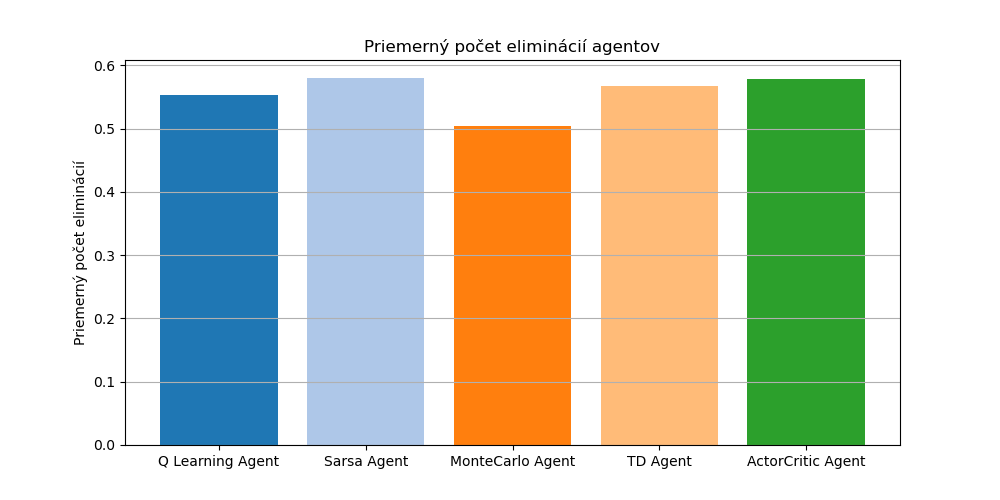 Priemerný počet eliminácií agentov
Priemerný počet eliminácií
0.6
0.5
0.4
0.3
0.2
0.1
0.0
Q Learning Agent
Sarsa Agent
MonteCarlo Agent
TD Agent
ActorCritic Agent